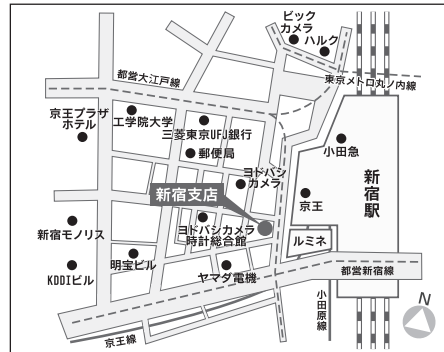 ビック
カメラ
ハルク
都営大江戸線
東京メトロ丸ノ内線
京王プラザ
ホテル
工学院大学
三菱東京UFJ銀行
郵便局
小田急
ヨドバシ
カメラ
新宿支店
京王
新宿駅
新宿モノリス
ヨドバシカメラ
時計総合館
ルミネ
明宝ビル
KDDIビル
ヤマダ電機
都営新宿線
小田原線
京王線
N